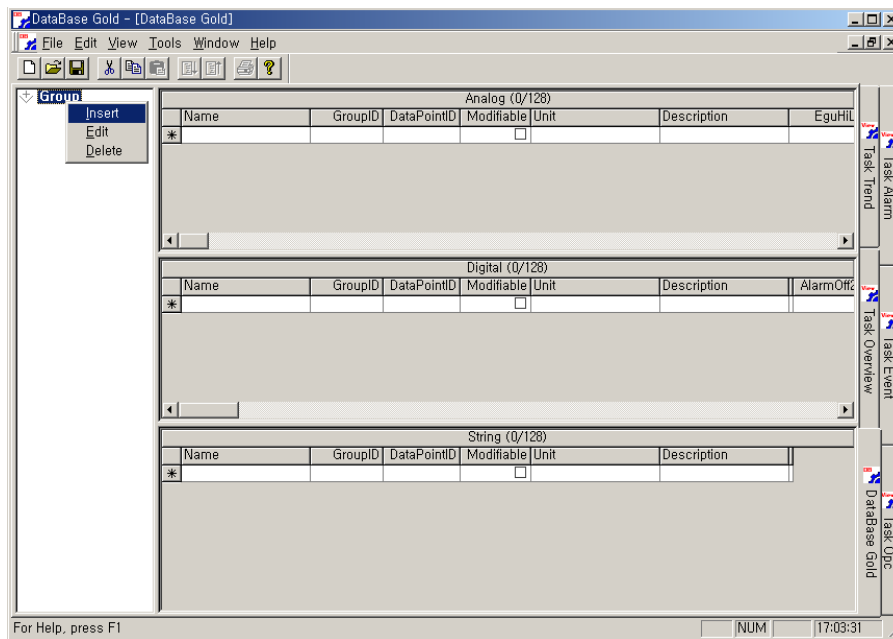 DataBase Gold - [DataBase Gold]
File Edit View Tools Window Help
Group
Insert
Edit
Delete
Analog (0/128)
Name GroupID DataPointID Modifiable Unit Description EguHiL
Digital (0/128)
Name GroupID DataPointID Modifiable Unit Description AlarmOff2
String (0/128)
Name GroupID DataPointID Modifiable Unit Description
Task Trend
Task Overview
DataBase Gold
Task Alarm
Task Event
Task Opc
For Help, press F1 NUM 17:03:31